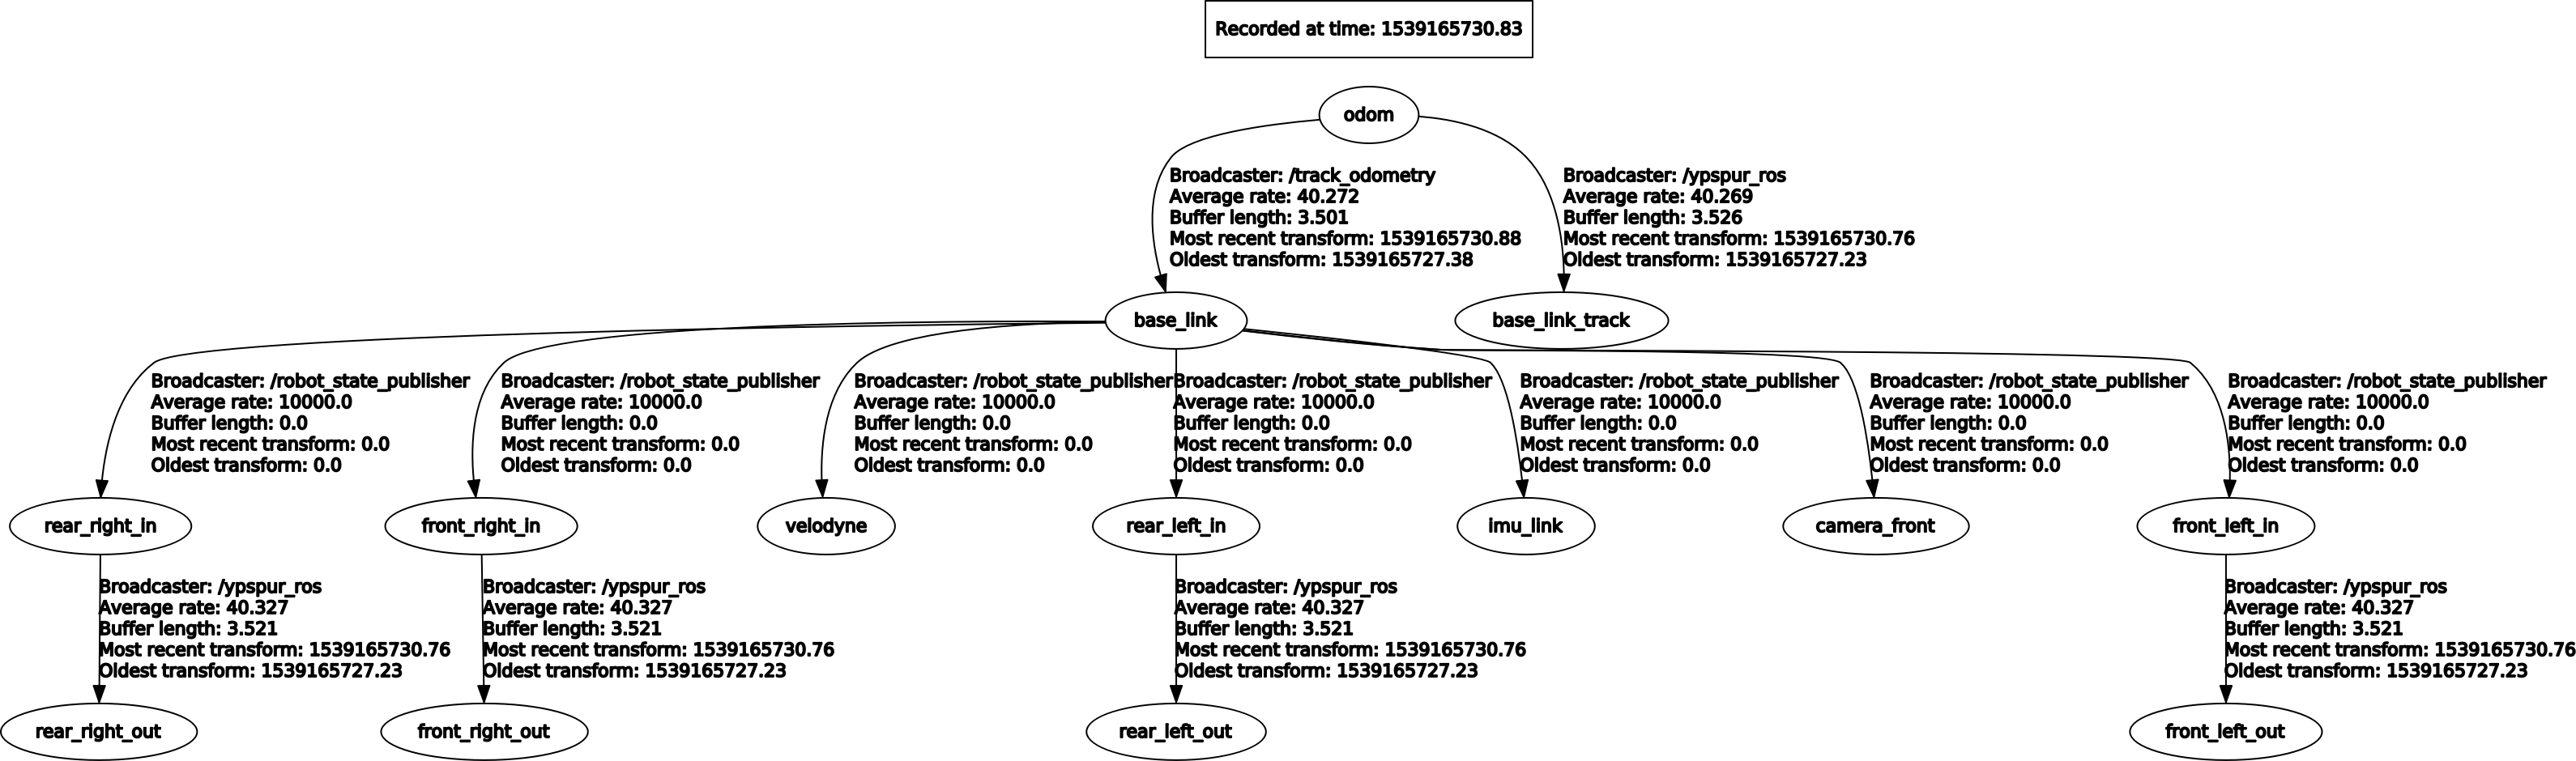 Recorded at time: 1539165730.83
odom
Broadcaster: /track_odometry
Average rate: 40.272
Buffer length: 3.501
Most recent transform: 1539165730.88
Oldest transform: 1539165727.38
Broadcaster: /ypspur_ros
Average rate: 40.269
Buffer length: 3.526
Most recent transform: 1539165730.76
Oldest transform: 1539165727.23
base_link
base_link_track
Broadcaster: /robot_state_publisher
Average rate: 10000.0
Buffer length: 0.0
Most recent transform: 0.0
Oldest transform: 0.0
Broadcaster: /robot_state_publisher
Average rate: 10000.0
Buffer length: 0.0
Most recent transform: 0.0
Oldest transform: 0.0
Broadcaster: /robot_state_publisher
Average rate: 10000.0
Buffer length: 0.0
Most recent transform: 0.0
Oldest transform: 0.0
Broadcaster: /robot_state_publisher
Average rate: 10000.0
Buffer length: 0.0
Most recent transform: 0.0
Oldest transform: 0.0
Broadcaster: /robot_state_publisher
Average rate: 10000.0
Buffer length: 0.0
Most recent transform: 0.0
Oldest transform: 0.0
Broadcaster: /robot_state_publisher
Average rate: 10000.0
Buffer length: 0.0
Most recent transform: 0.0
Oldest transform: 0.0
Broadcaster: /robot_state_publisher
Average rate: 10000.0
Buffer length: 0.0
Most recent transform: 0.0
Oldest transform: 0.0
rear_right_in
front_right_in
velodyne
rear_left_in
imu_link
camera_front
front_left_in
Broadcaster: /ypspur_ros
Average rate: 40.327
Buffer length: 3.521
Most recent transform: 1539165730.76
Oldest transform: 1539165727.23
Broadcaster: /ypspur_ros
Average rate: 40.327
Buffer length: 3.521
Most recent transform: 1539165730.76
Oldest transform: 1539165727.23
Broadcaster: /ypspur_ros
Average rate: 40.327
Buffer length: 3.521
Most recent transform: 1539165730.76
Oldest transform: 1539165727.23
Broadcaster: /ypspur_ros
Average rate: 40.327
Buffer length: 3.521
Most recent transform: 1539165730.76
Oldest transform: 1539165727.23
rear_right_out
front_right_out
rear_left_out
front_left_out